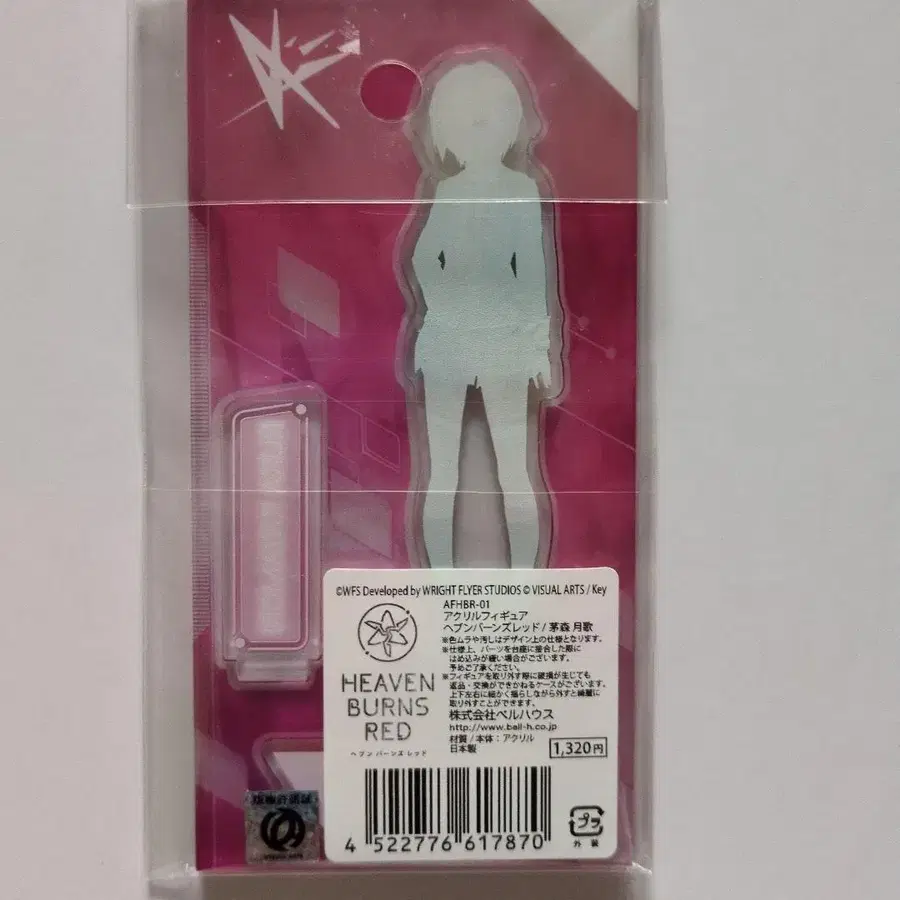 ©WFS Developed by WRIGHT FLYER STUDIOS © VISUAL ARTS / Key
AFHBR-01
アクリルフィギュア
ヘブンバーンズレッド / 茅森 月歌
※色ムラや汚しはデザイン上の仕様となります。
※仕様上、パーツを台座に接合した際に
はめ込みが緩い場合がございます。
予めご了承ください。
※フィギュアを取り外す際に破損が生じても
返品・交換ができかねるケースがございます。
上下左右に細かく揺らしながら外すと綺麗に
取り外すことができます。
株式会社ベルハウス
http://www.bell-h.co.jp
材質 / 本体 : アクリル
日本製
1,320円
HEAVEN
BURNS
RED
ヘブン バーンズ レッド
4 522776 617870
プラ
外装
版権許諾証